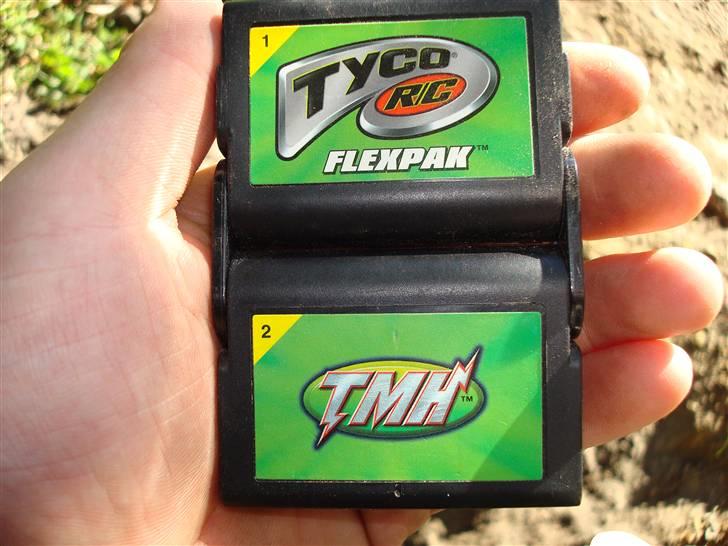 1
TYCO®
R/C
FLEXPAK™
2
TMH™